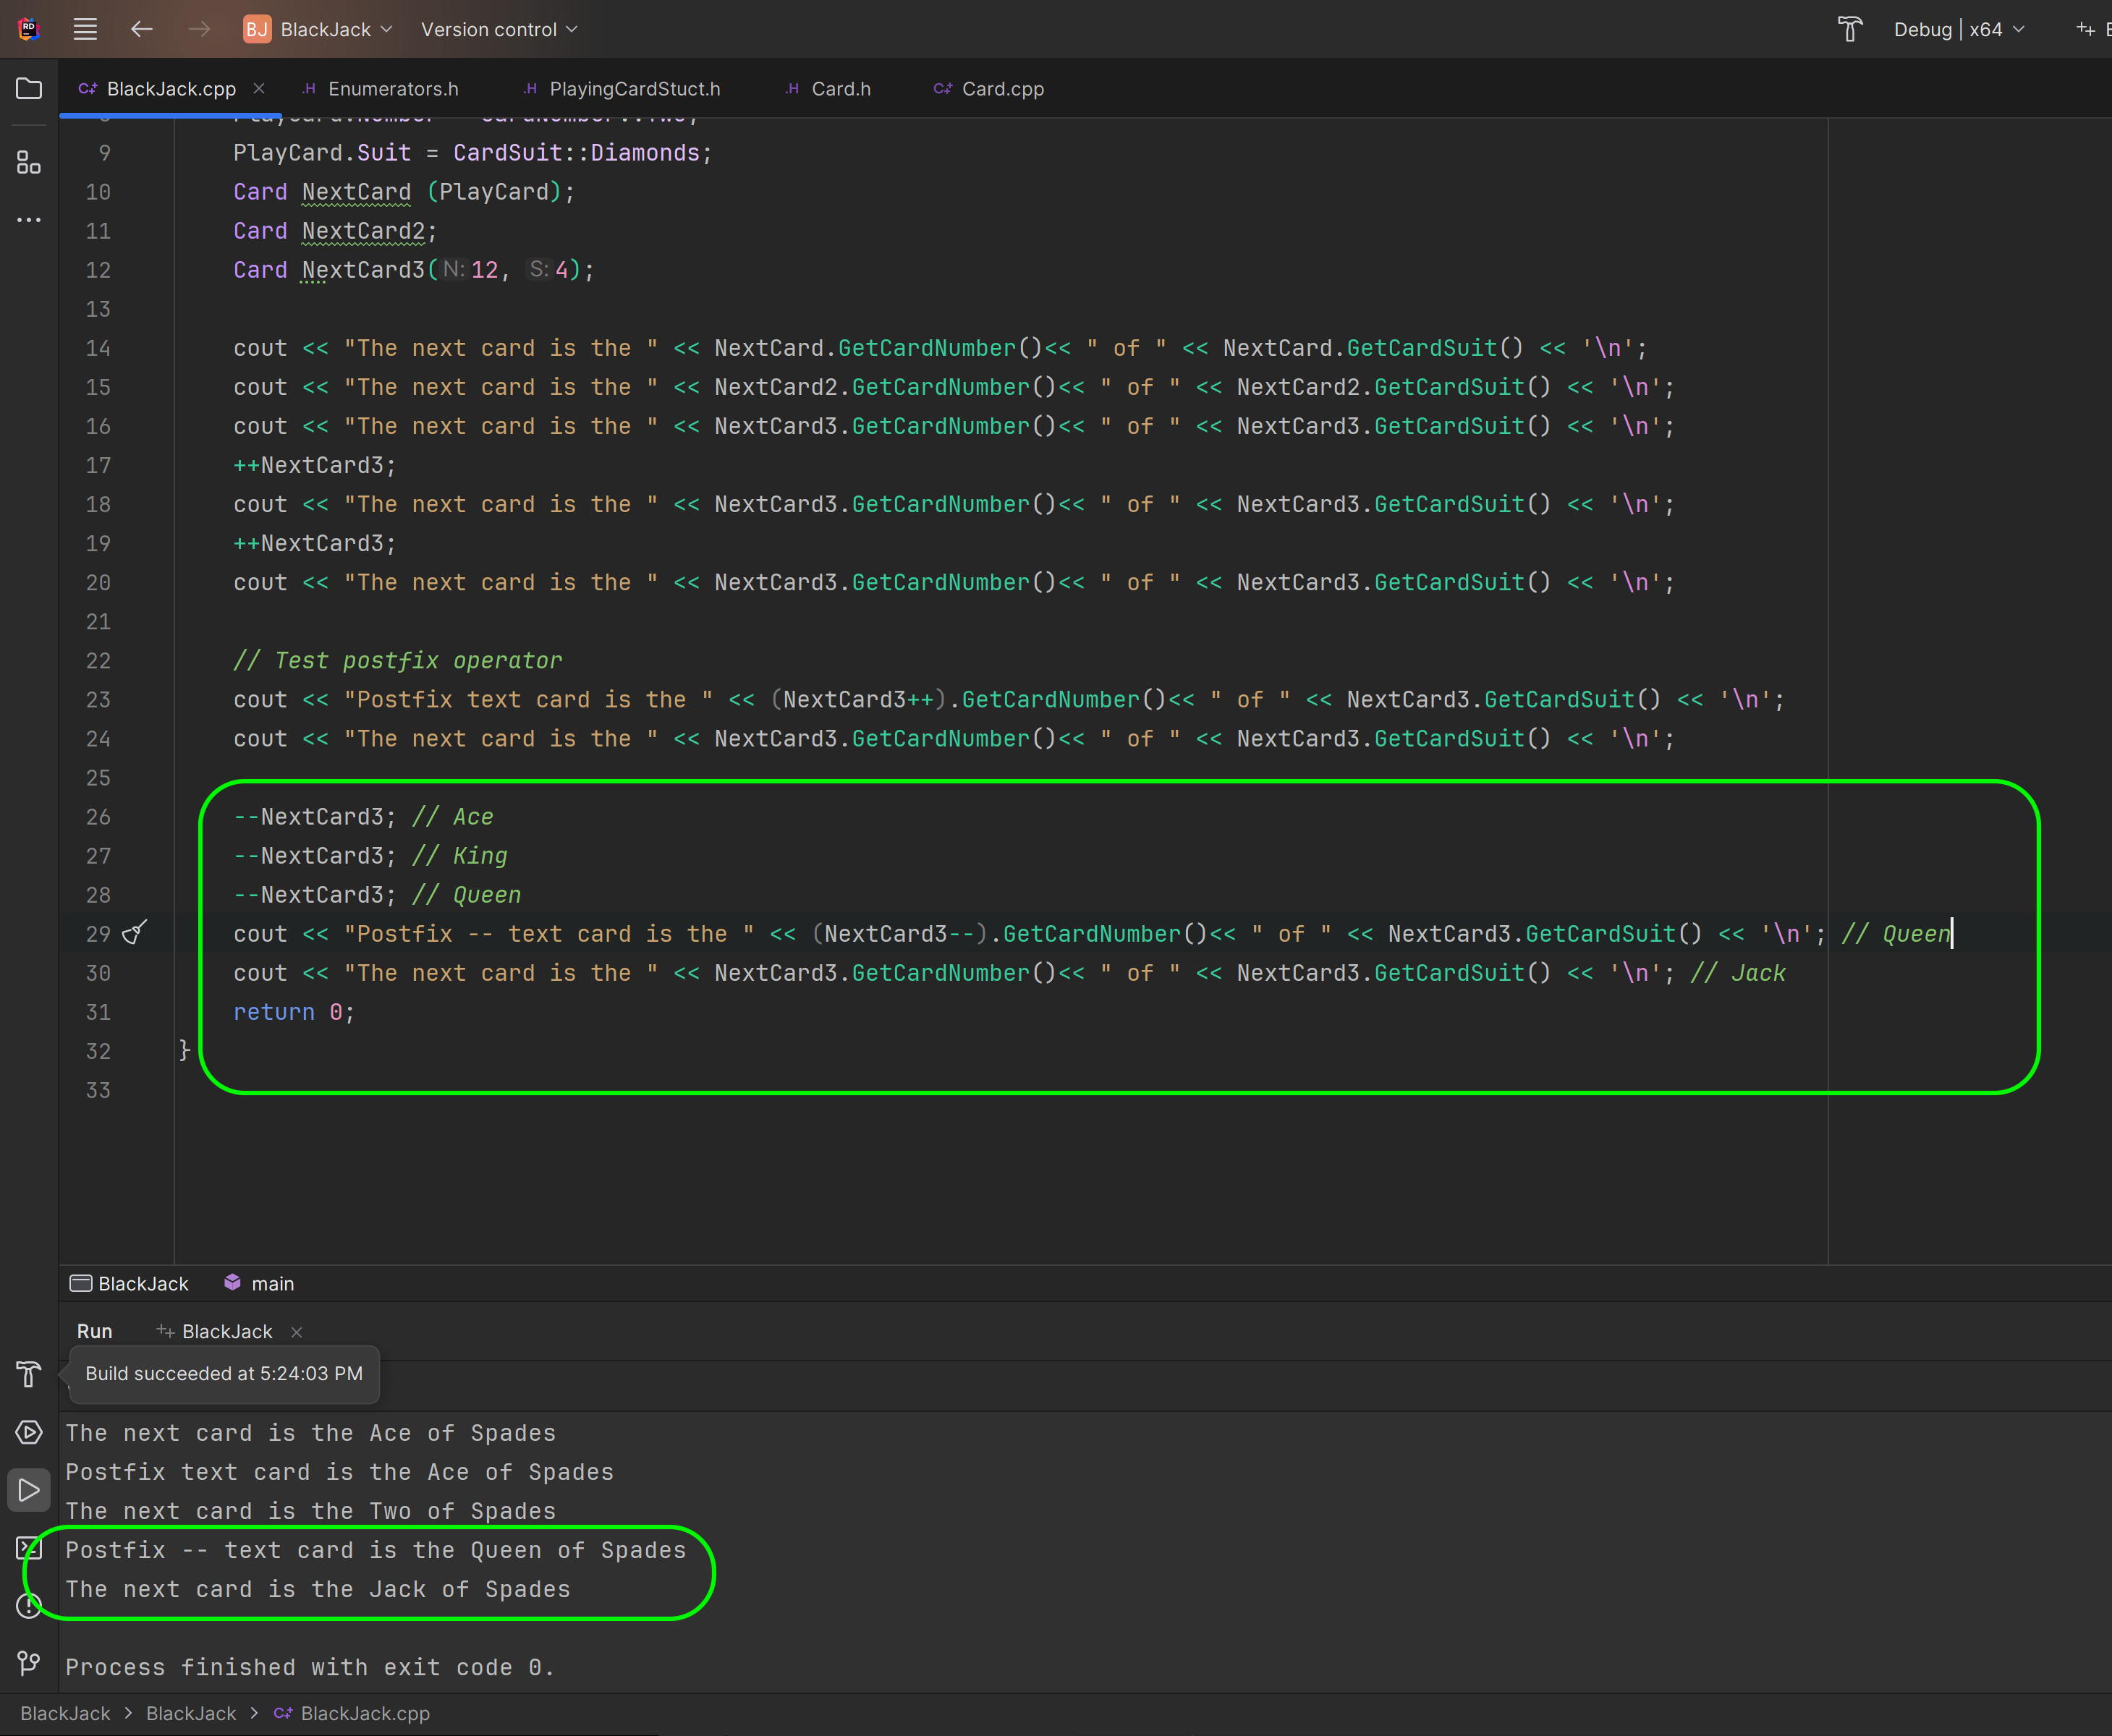 RD BJ BlackJack Version control Debug | x64
C++ BlackJack.cpp .H Enumerators.h .H PlayingCardStuct.h .H Card.h C++ Card.cpp
9 PlayCard.Suit = CardSuit::Diamonds;
10 Card NextCard (PlayCard);
11 Card NextCard2;
12 Card NextCard3( N: 12, S: 4);
13
14 cout << "The next card is the " << NextCard.GetCardNumber()<< " of " << NextCard.GetCardSuit() << '\n';
15 cout << "The next card is the " << NextCard2.GetCardNumber()<< " of " << NextCard2.GetCardSuit() << '\n';
16 cout << "The next card is the " << NextCard3.GetCardNumber()<< " of " << NextCard3.GetCardSuit() << '\n';
17 ++NextCard3;
18 cout << "The next card is the " << NextCard3.GetCardNumber()<< " of " << NextCard3.GetCardSuit() << '\n';
19 ++NextCard3;
20 cout << "The next card is the " << NextCard3.GetCardNumber()<< " of " << NextCard3.GetCardSuit() << '\n';
21
22 // Test postfix operator
23 cout << "Postfix text card is the " << (NextCard3++).GetCardNumber()<< " of " << NextCard3.GetCardSuit() << '\n';
24 cout << "The next card is the " << NextCard3.GetCardNumber()<< " of " << NextCard3.GetCardSuit() << '\n';
25
26 --NextCard3; // Ace
27 --NextCard3; // King
28 --NextCard3; // Queen
29 cout << "Postfix -- text card is the " << (NextCard3--).GetCardNumber()<< " of " << NextCard3.GetCardSuit() << '\n'; // Queen
30 cout << "The next card is the " << NextCard3.GetCardNumber()<< " of " << NextCard3.GetCardSuit() << '\n'; // Jack
31 return 0;
32 }
33
BlackJack main
Run BlackJack
Build succeeded at 5:24:03 PM
The next card is the Ace of Spades
Postfix text card is the Ace of Spades
The next card is the Two of Spades
Postfix -- text card is the Queen of Spades
The next card is the Jack of Spades
Process finished with exit code 0.
BlackJack > BlackJack > C++ BlackJack.cpp